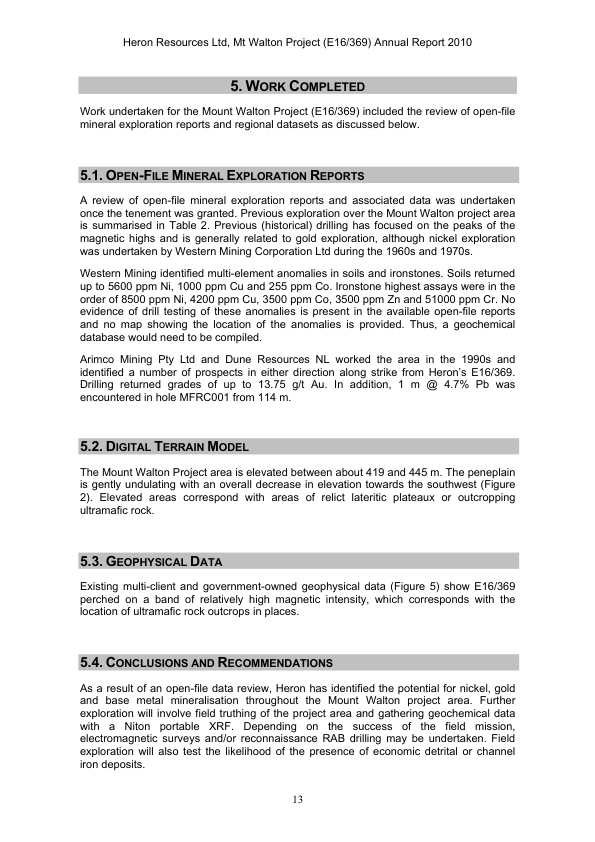 Heron Resources Ltd, Mt Walton Project (E16/369) Annual Report 2010
5. WORK COMPLETED
Work undertaken for the Mount Walton Project (E16/369) included the review of open-file
mineral exploration reports and regional datasets as discussed below.
5.1. OPEN-FILE MINERAL EXPLORATION REPORTS
A review of open-file mineral exploration reports and associated data was undertaken
once the tenement was granted. Previous exploration over the Mount Walton project area
is summarised in Table 2. Previous (historical) drilling has focused on the peaks of the
magnetic highs and is generally related to gold exploration, although nickel exploration
was undertaken by Western Mining Corporation Ltd during the 1960s and 1970s.
Western Mining identified multi-element anomalies in soils and ironstones. Soils returned
up to 5600 ppm Ni, 1000 ppm Cu and 255 ppm Co. Ironstone highest assays were in the
order of 8500 ppm Ni, 4200 ppm Cu, 3500 ppm Co, 3500 ppm Zn and 51000 ppm Cr. No
evidence of drill testing of these anomalies is present in the available open-file reports
and no map showing the location of the anomalies is provided. Thus, a geochemical
database would need to be compiled.
Arimco Mining Pty Ltd and Dune Resources NL worked the area in the 1990s and
identified a number of prospects in either direction along strike from Heron's E16/369.
Drilling returned grades of up to 13.75 g/t Au. In addition, 1 m @ 4.7% Pb was
encountered in hole MFRC001 from 114 m.
5.2. DIGITAL TERRAIN MODEL
The Mount Walton Project area is elevated between about 419 and 445 m. The peneplain
is gently undulating with an overall decrease in elevation towards the southwest (Figure
2). Elevated areas correspond with areas of relict lateritic plateaux or outcropping
ultramafic rock.
5.3. GEOPHYSICAL DATA
Existing multi-client and government-owned geophysical data (Figure 5) show E16/369
perched on a band of relatively high magnetic intensity, which corresponds with the
location of ultramafic rock outcrops in places.
5.4. CONCLUSIONS AND RECOMMENDATIONS
As a result of an open-file data review, Heron has identified the potential for nickel, gold
and base metal mineralisation throughout the Mount Walton project area. Further
exploration will involve field truthing of the project area and gathering geochemical data
with a Niton portable XRF. Depending on the success of the field mission,
electromagnetic surveys and/or reconnaissance RAB drilling may be undertaken. Field
exploration will also test the likelihood of the presence of economic detrital or channel
iron deposits.
13